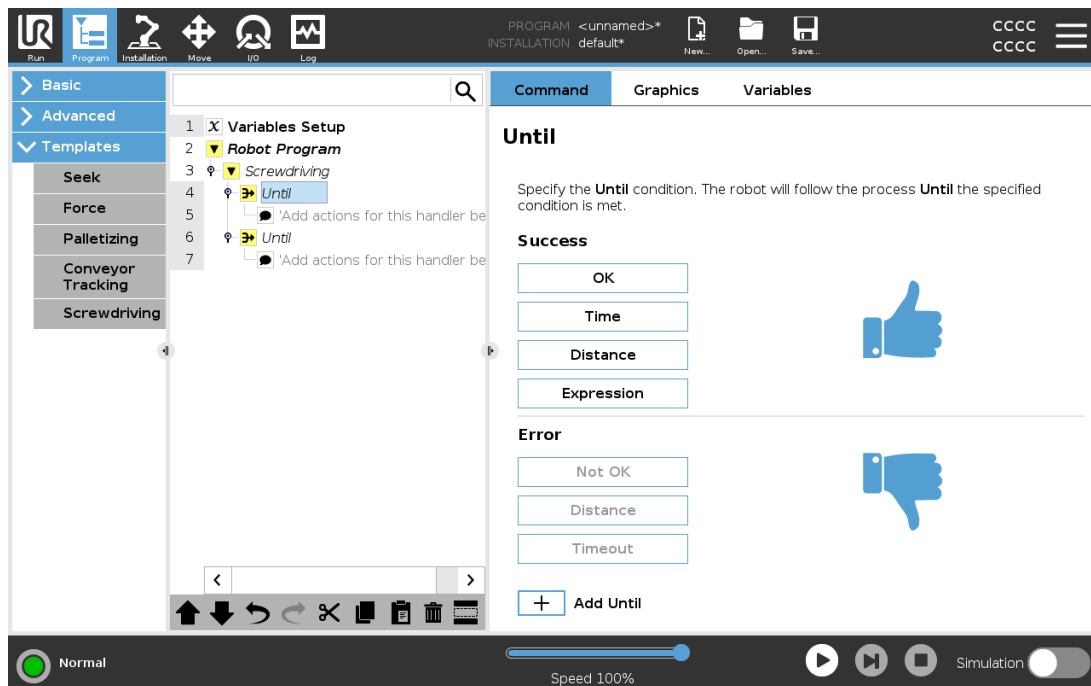 UR
PROGRAM <unnamed>*
INSTALLATION default*
CCCC
CCCC
Run Program Installation Move I/O Log New... Open... Save...
Basic
Advanced
Templates
Seek
Force
Palletizing
Conveyor
Tracking
Screwdriving
1 X Variables Setup
2 Robot Program
3 Screwdriving
4 Until
5 'Add actions for this handler be
6 Until
7 'Add actions for this handler be
Command Graphics Variables
Until
Specify the Until condition. The robot will follow the process Until the specified
condition is met.
Success
OK
Time
Distance
Expression
Error
Not OK
Distance
Timeout
+ Add Until
Normal
Speed 100%
Simulation